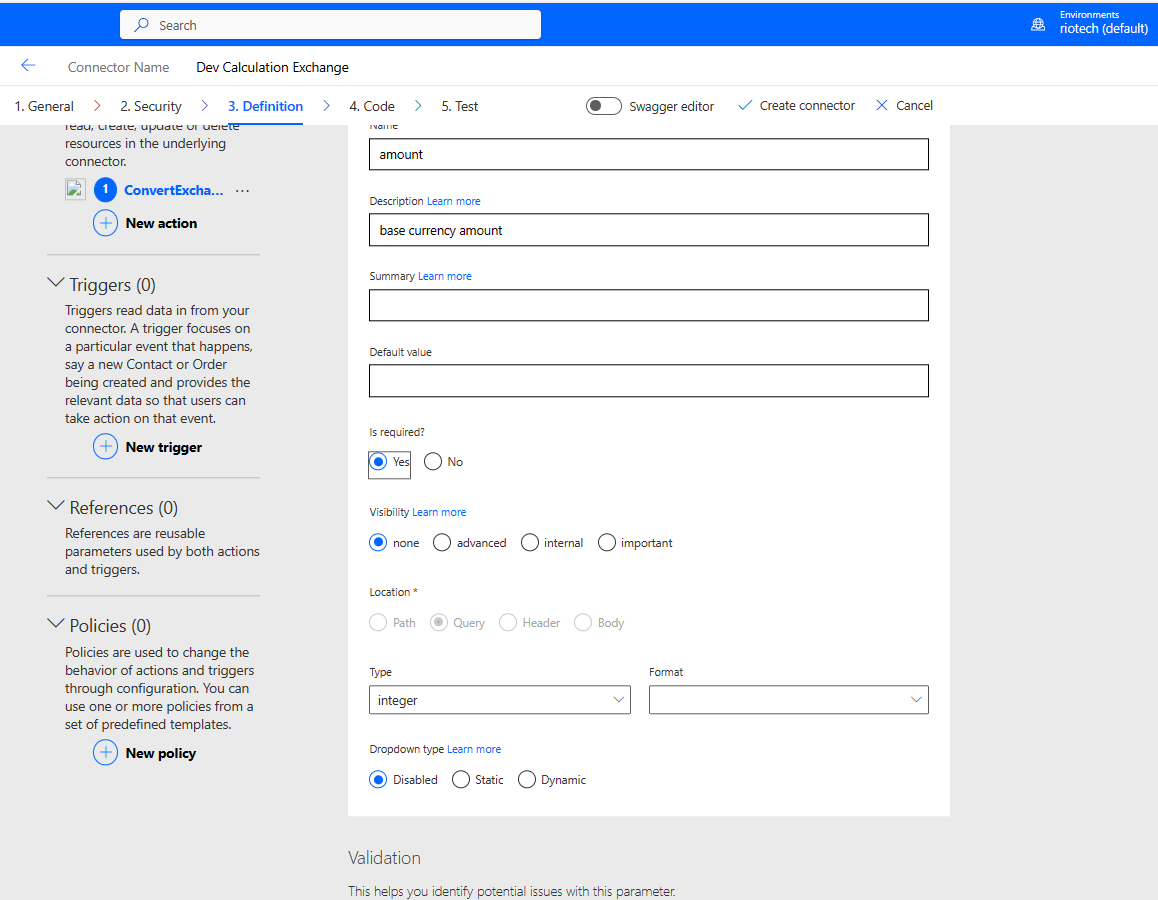 Search
Environments
riotech (default)
Connector Name
Dev Calculation Exchange
1. General
2. Security
3. Definition
4. Code
5. Test
Swagger editor
Create connector
Cancel
read, create, update or delete
resources in the underlying
connector.
1
ConvertExcha...
New action
Triggers (0)
Triggers read data in from your
connector. A trigger focuses on
a particular event that happens,
say a new Contact or Order
being created and provides the
relevant data so that users can
take action on that event.
New trigger
References (0)
References are reusable
parameters used by both actions
and triggers.
Policies (0)
Policies are used to change the
behavior of actions and triggers
through configuration. You can
use one or more policies from a
set of predefined templates.
New policy
Name
amount
Description Learn more
base currency amount
Summary Learn more
Default value
Is required?
Yes No
Visibility Learn more
none advanced internal important
Location *
Path Query Header Body
Type Format
integer
Dropdown type Learn more
Disabled Static Dynamic
Validation
This helps you identify potential issues with this parameter.